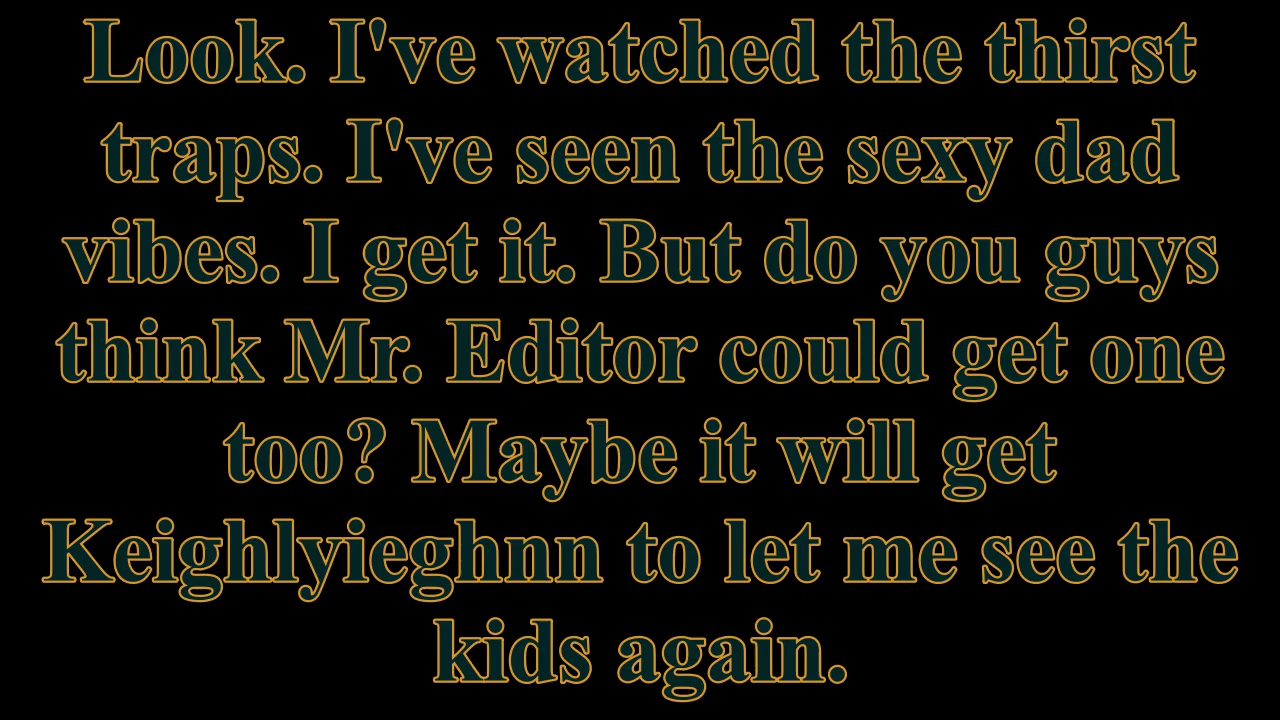 Look. I've watched the thirst
traps. I've seen the sexy dad
vibes. I get it. But do you guys
think Mr. Editor could get one
too? Maybe it will get
Keighlyieghnn to let me see the
kids again.